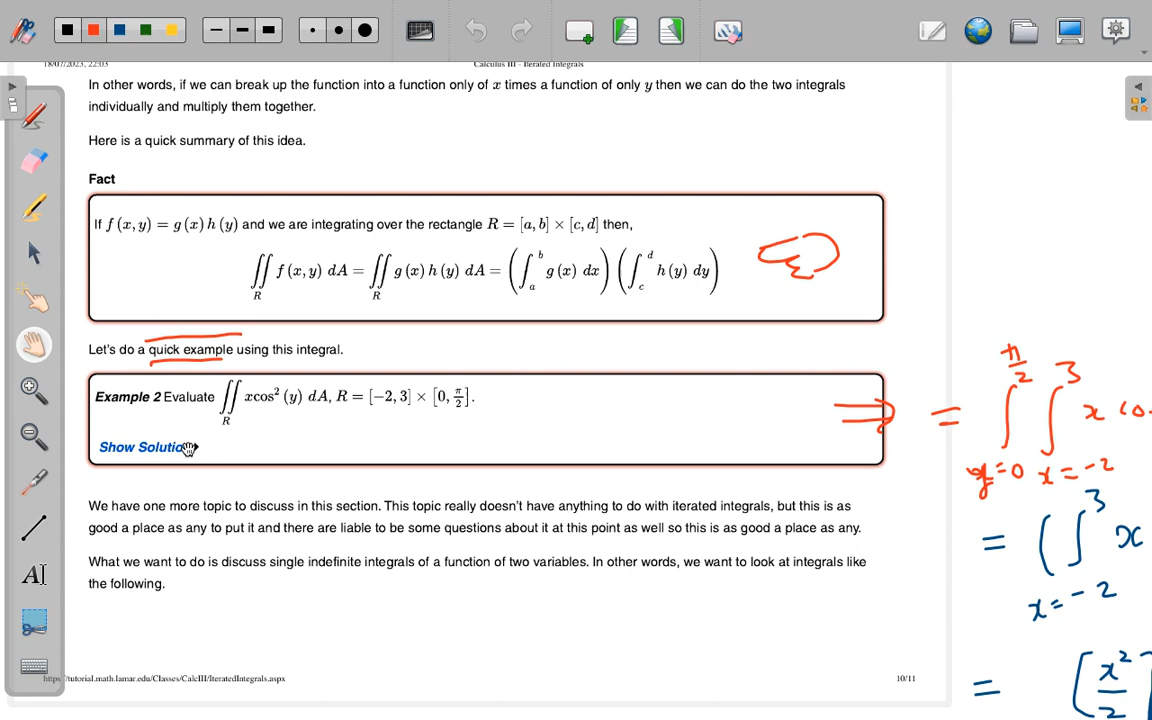 18/07/2023, 22:03 Calculus III - Iterated Integrals
In other words, if we can break up the function into a function only of x times a function of only y then we can do the two integrals
individually and multiply them together.
Here is a quick summary of this idea.
Fact
If f (x, y) = g (x) h (y) and we are integrating over the rectangle R = [a, b] × [c, d] then,
∬_R f (x, y) dA = ∬_R g (x) h (y) dA = (∫_a^b g (x) dx) (∫_c^d h (y) dy)
Let's do a quick example using this integral.
Example 2 Evaluate ∬_R xcos² (y) dA, R = [−2, 3] × [0, π/2].
Show Solution
= ∫_{y=0}^{π/2} ∫_{x=-2}^{3} x
= ( ∫_{x=-2}^{3} x
= ( x²/2
We have one more topic to discuss in this section. This topic really doesn't have anything to do with iterated integrals, but this is as
good a place as any to put it and there are liable to be some questions about it at this point as well so this is as good a place as any.
What we want to do is discuss single indefinite integrals of a function of two variables. In other words, we want to look at integrals like
the following.
https://tutorial.math.lamar.edu/Classes/CalcIII/IteratedIntegrals.aspx 10/11